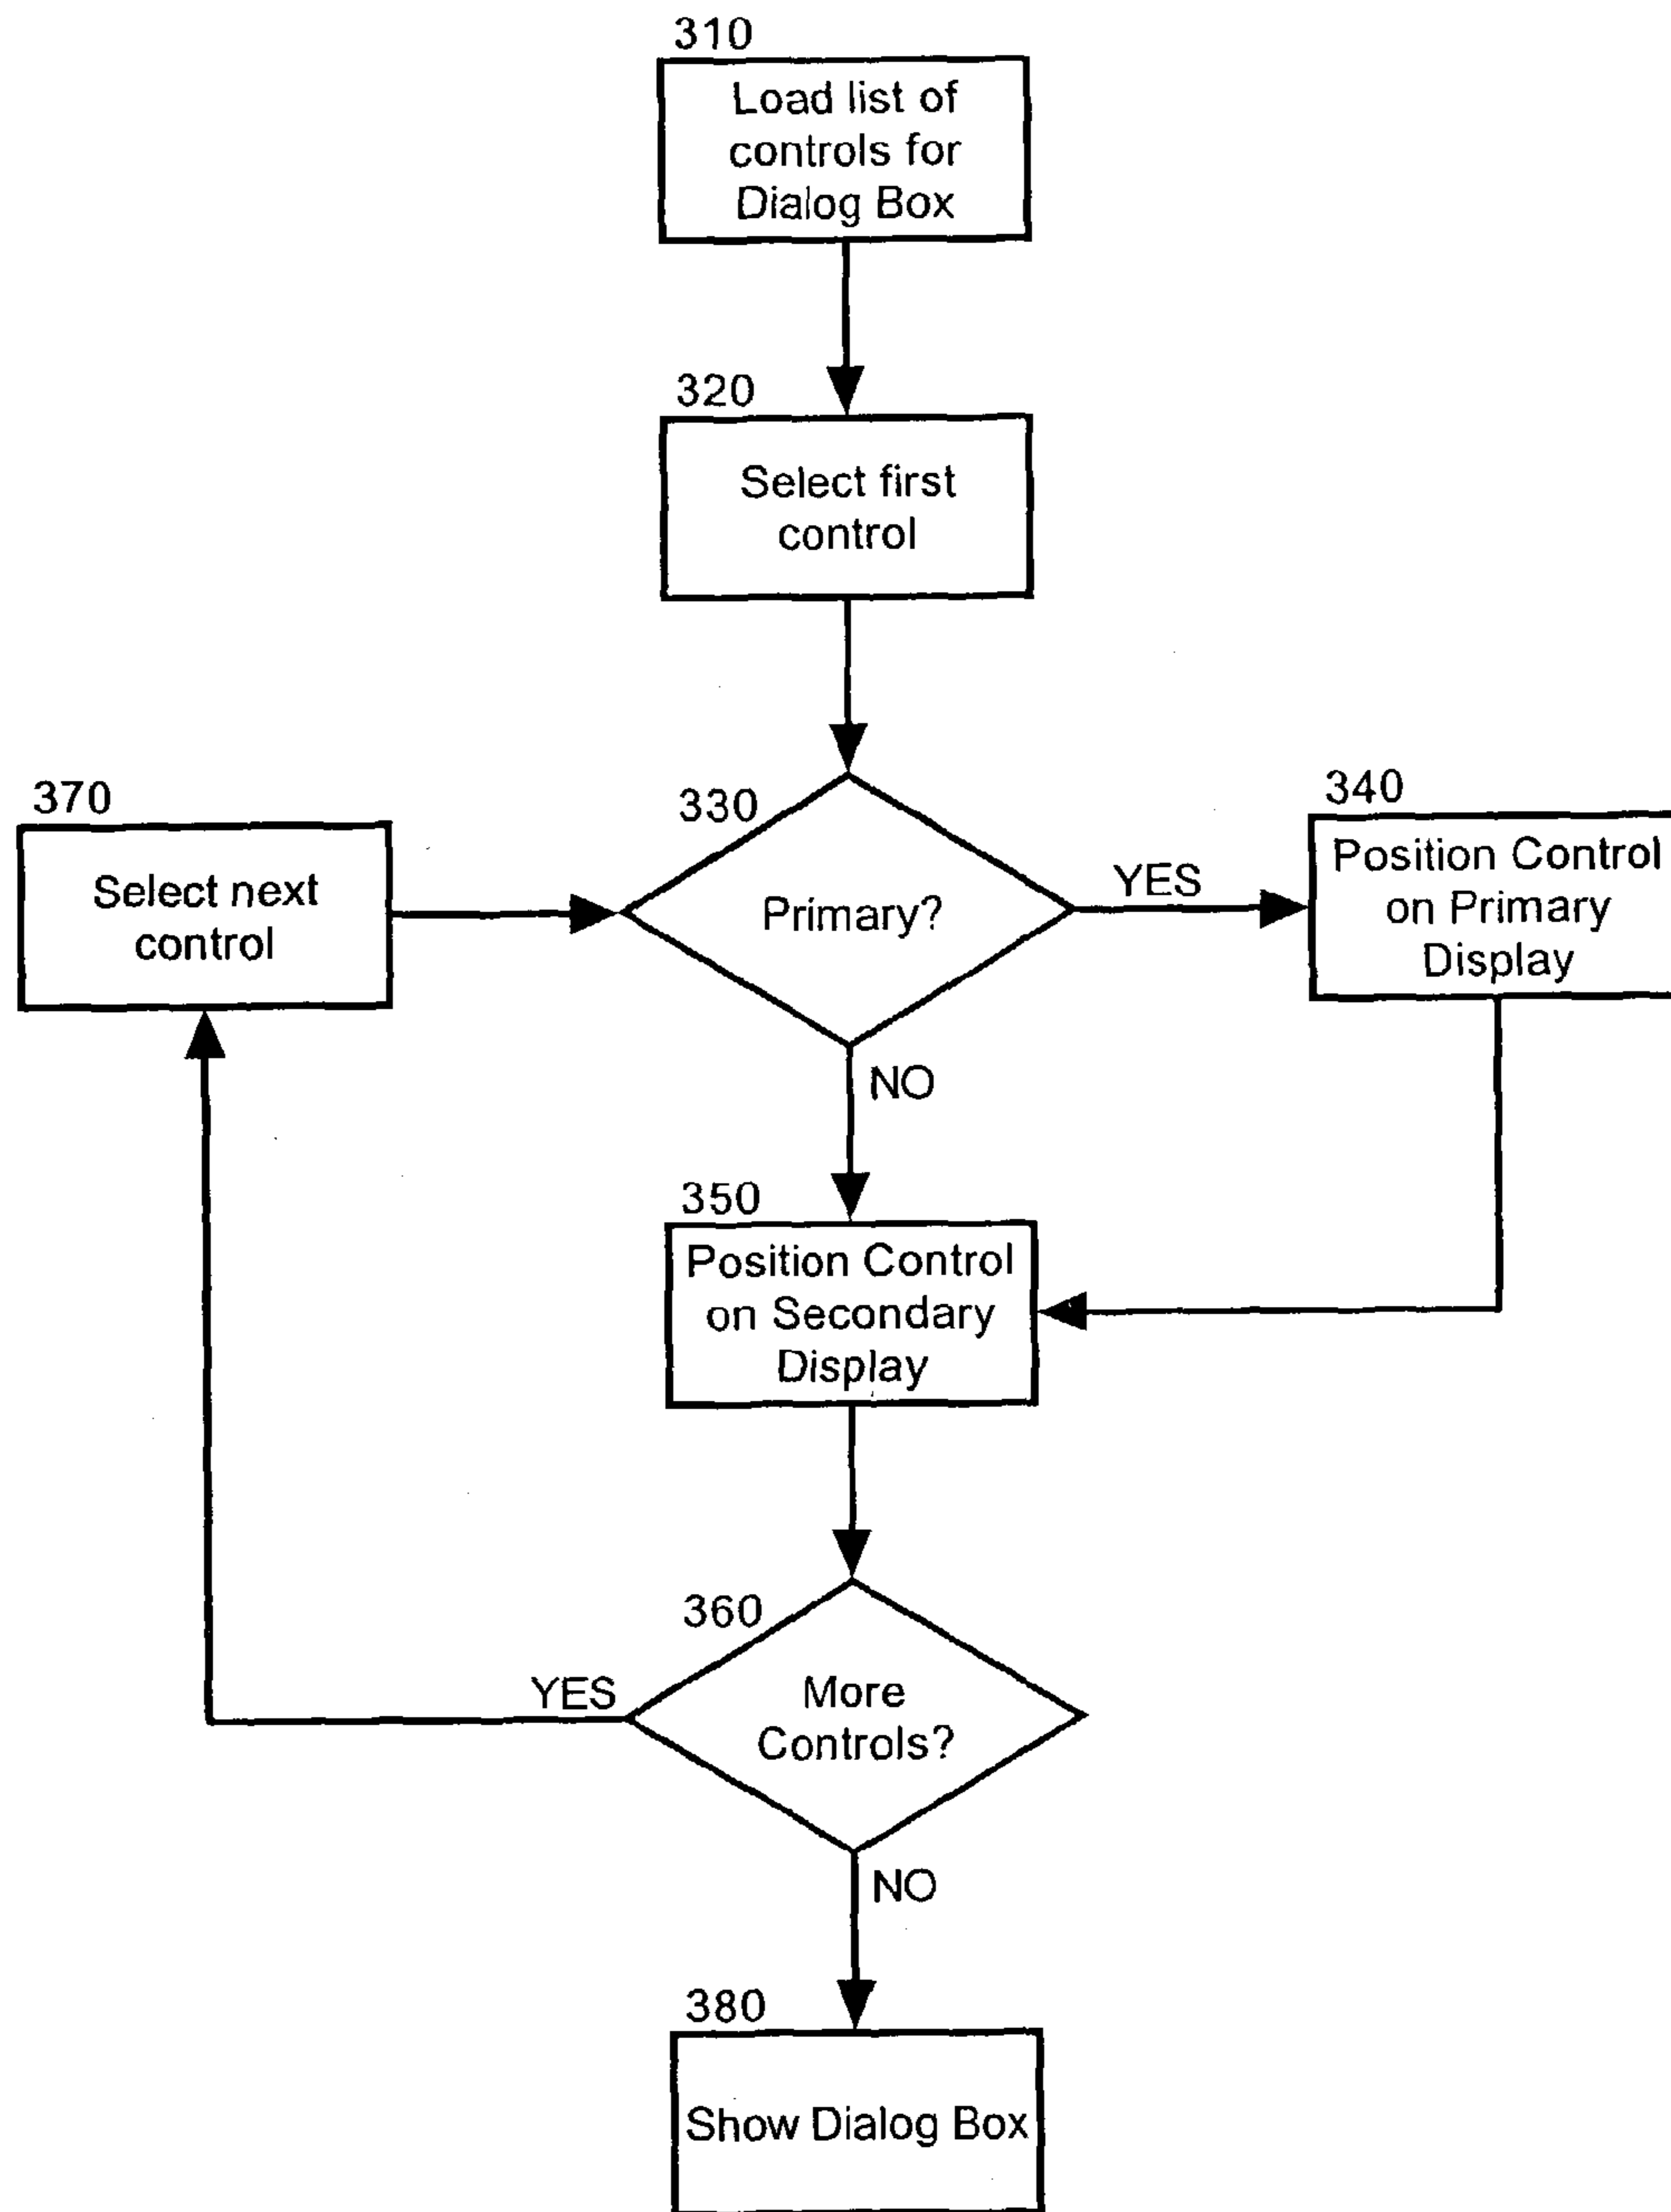 310
Load list of
controls for
Dialog Box
320
Select first
control
370
Select next
control
330
Primary?
YES
340
Position Control
on Primary
Display
NO
350
Position Control
on Secondary
Display
360
More
Controls?
YES
NO
380
Show Dialog Box